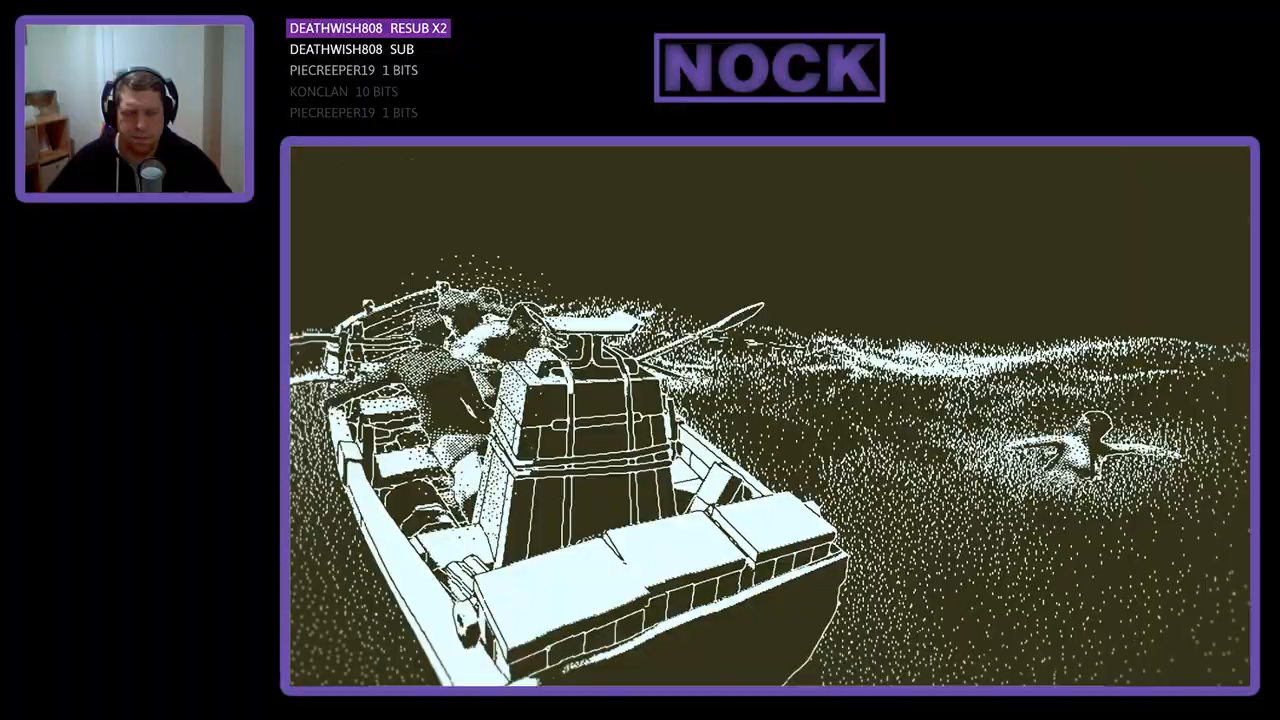 DEATHWISH808 RESUB X2
DEATHWISH808 SUB
PIECREEPER19 1 BITS
KONCLAN 10 BITS
PIECREEPER19 1 BITS
NOCK